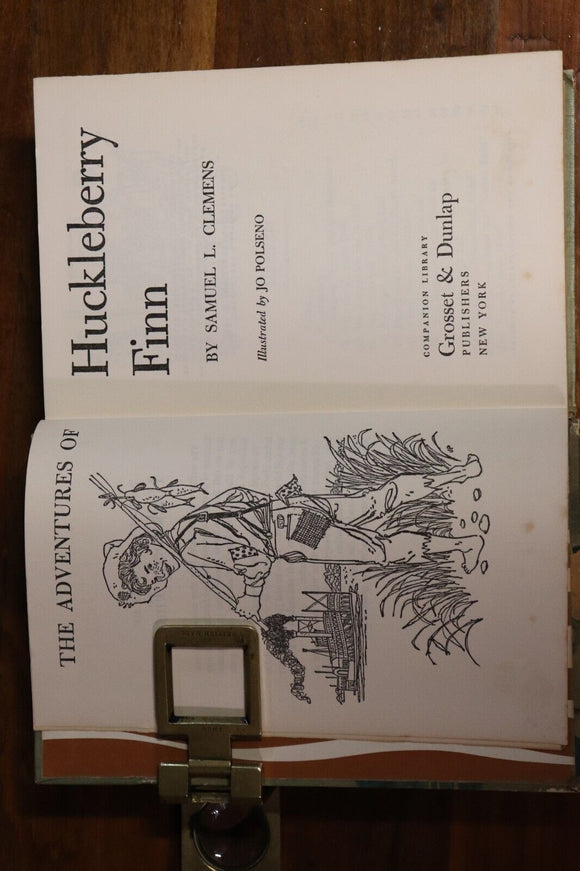 THE ADVENTURES OF
Huckleberry
Finn
BY SAMUEL L. CLEMENS
Illustrated by JO POLSENO
COMPANION LIBRARY
Grosset & Dunlap
PUBLISHERS
NEW YORK